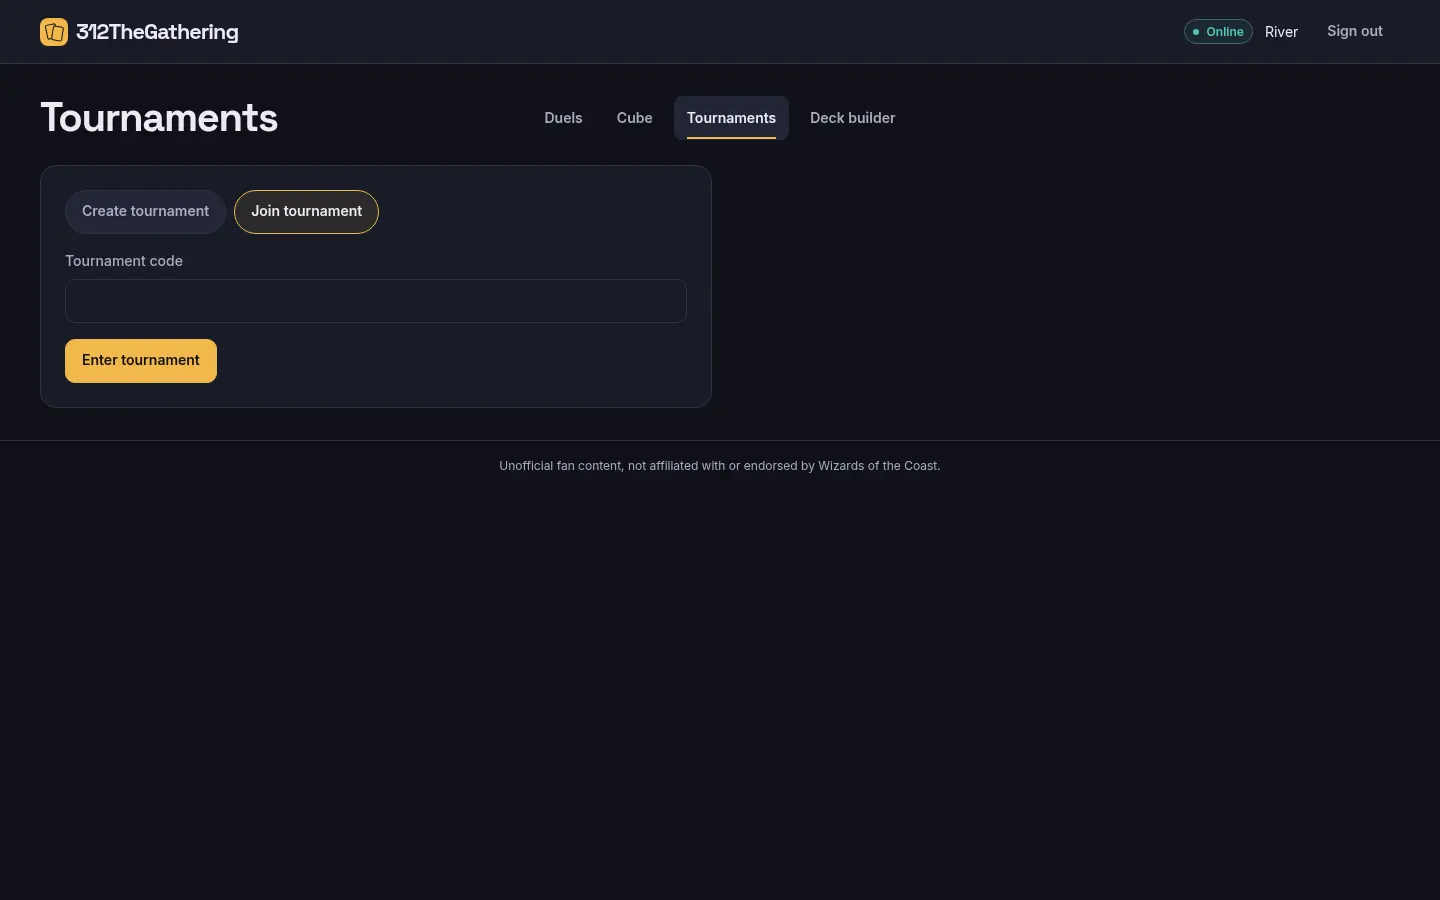 312TheGathering
Online
River
Sign out
Tournaments
Duels
Cube
Tournaments
Deck builder
Create tournament
Join tournament
Tournament code
Enter tournament
Unofficial fan content, not affiliated with or endorsed by Wizards of the Coast.